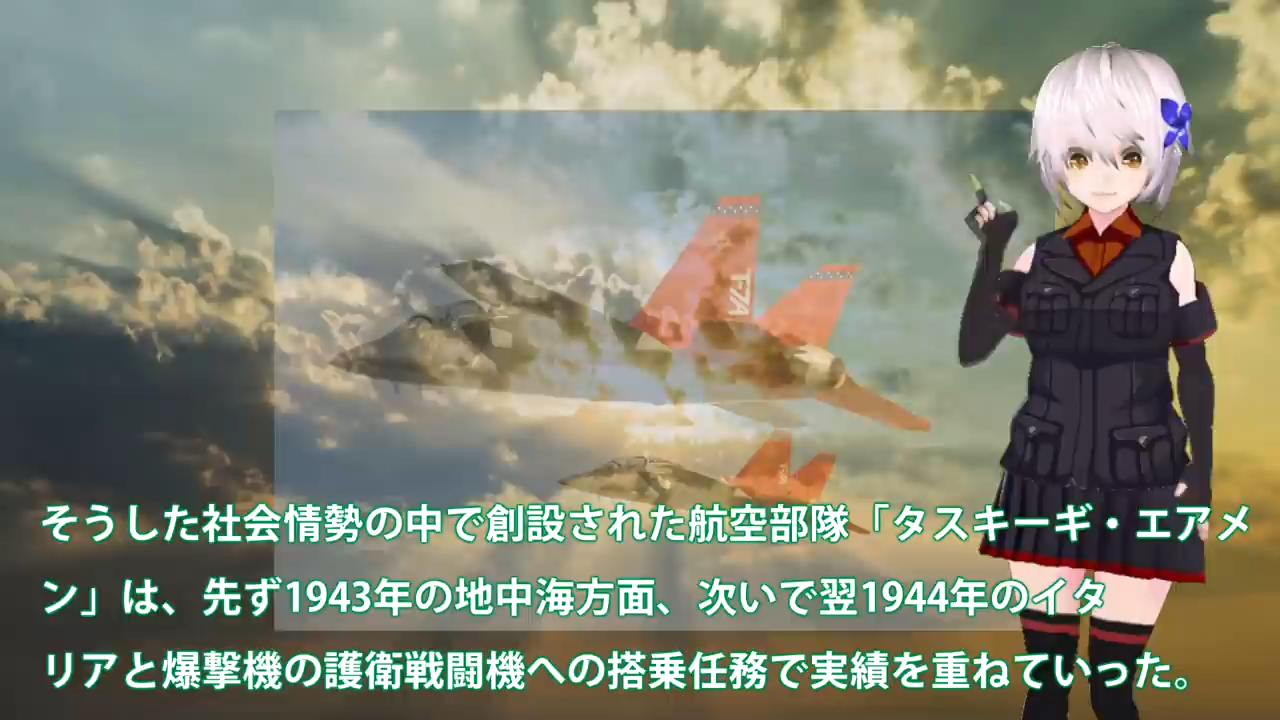 T-7A
そうした社会情勢の中で創設された航空部隊「タスキーギ・エアメ
ン」は、先ず1943年の地中海方面、次いで翌1944年のイタ
リアと爆撃機の護衛戦闘機への搭乗任務で実績を重ねていった。